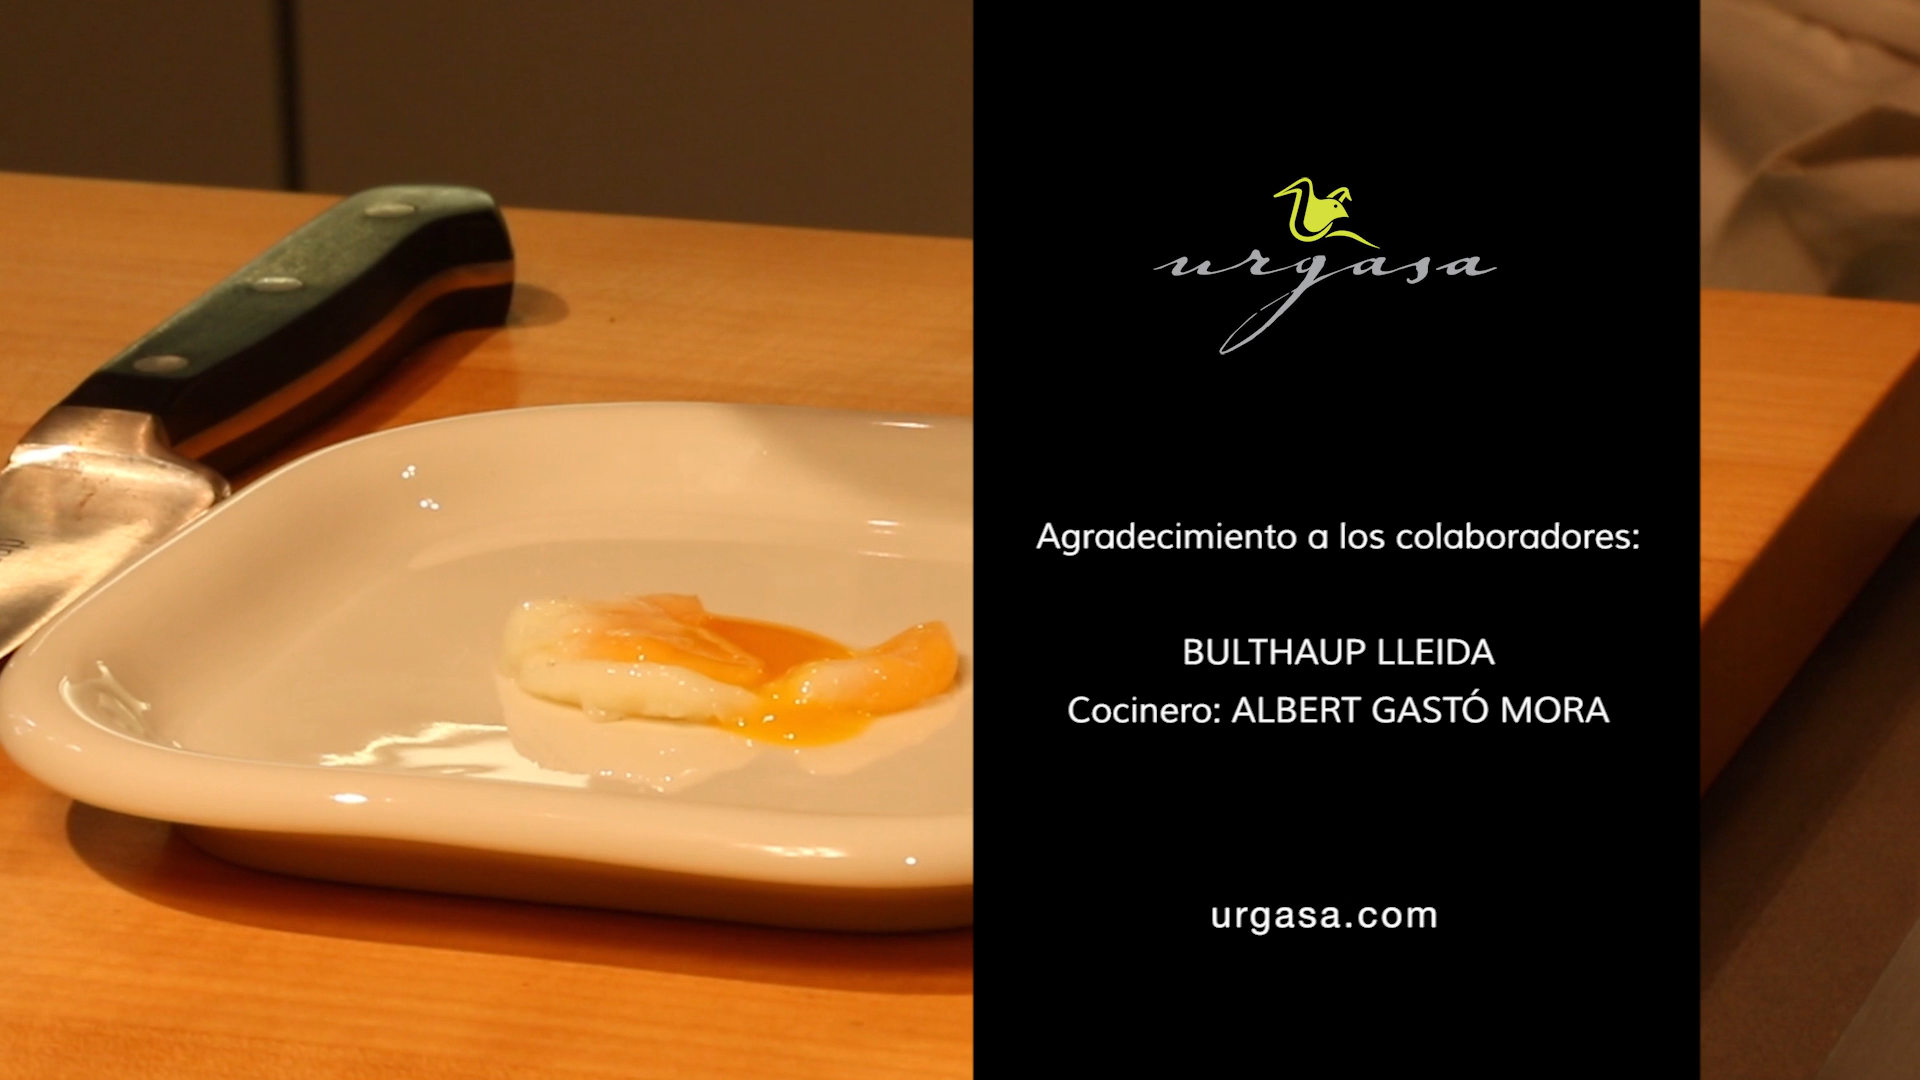 urgasa
Agradecimiento a los colaboradores:
BULTHAUP LLEIDA
Cocinero: ALBERT GASTÓ MORA
urgasa.com